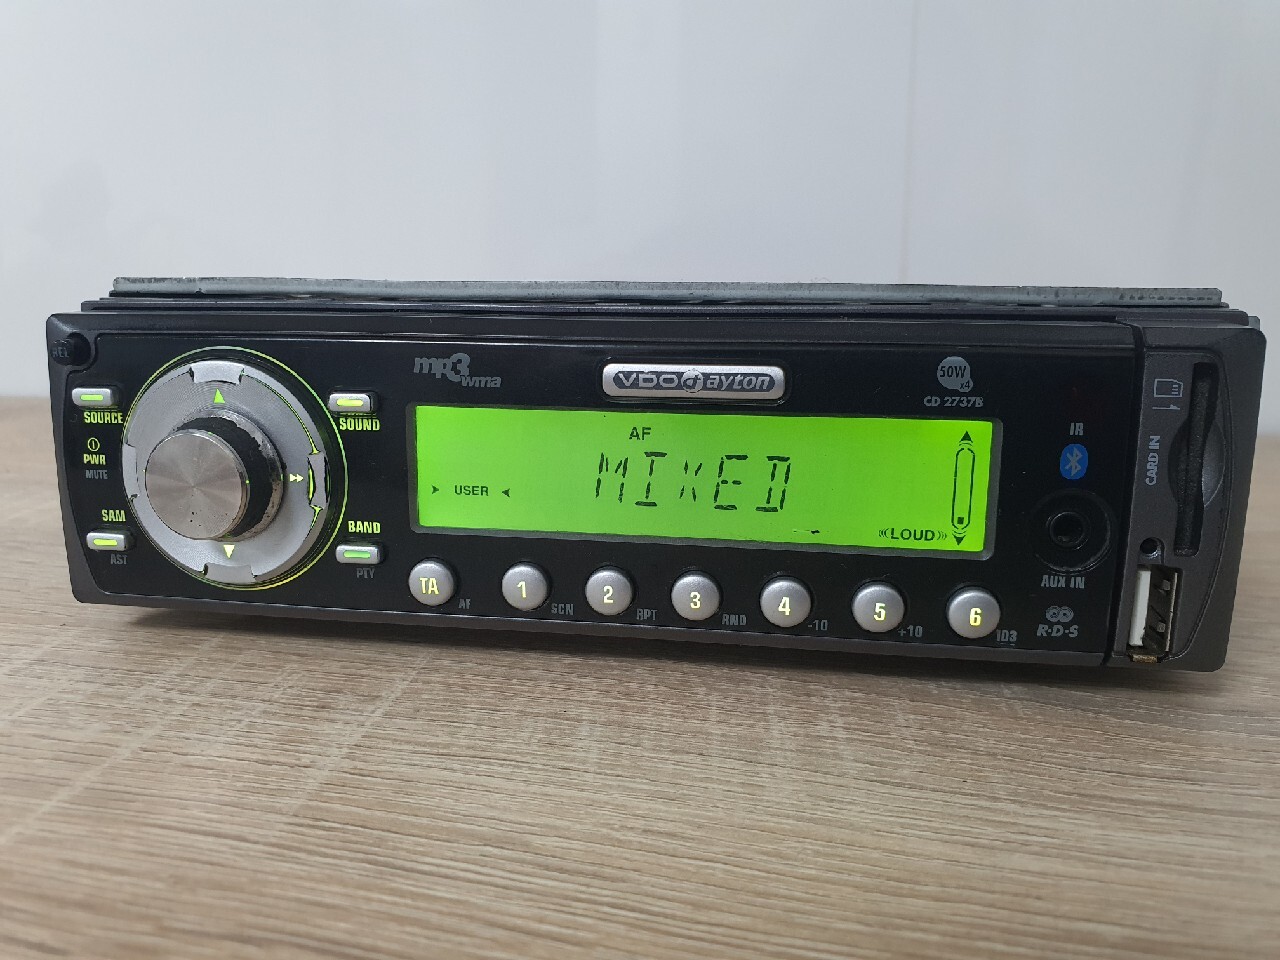 REL
mp3
wma
VDO dayton
50W
x4
CD 2737B
SOURCE
SOUND
PWR
MUTE
SAM
AST
BAND
PTY
AF
MIXED
USER
LOUD
IR
CARD IN
AUX IN
R·D·S
TA
AF
1
SCN
2
RPT
3
RND
4
-10
5
+10
6
ID3